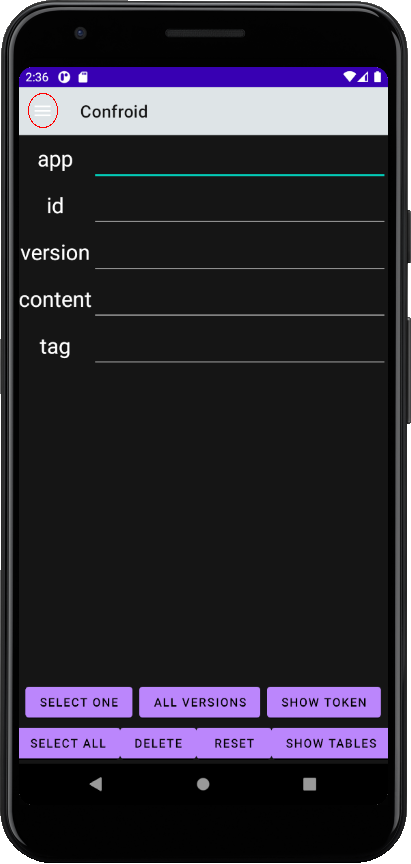 2:36
Confroid
app
id
version
content
tag
SELECT ONE ALL VERSIONS SHOW TOKEN
SELECT ALL DELETE RESET SHOW TABLES